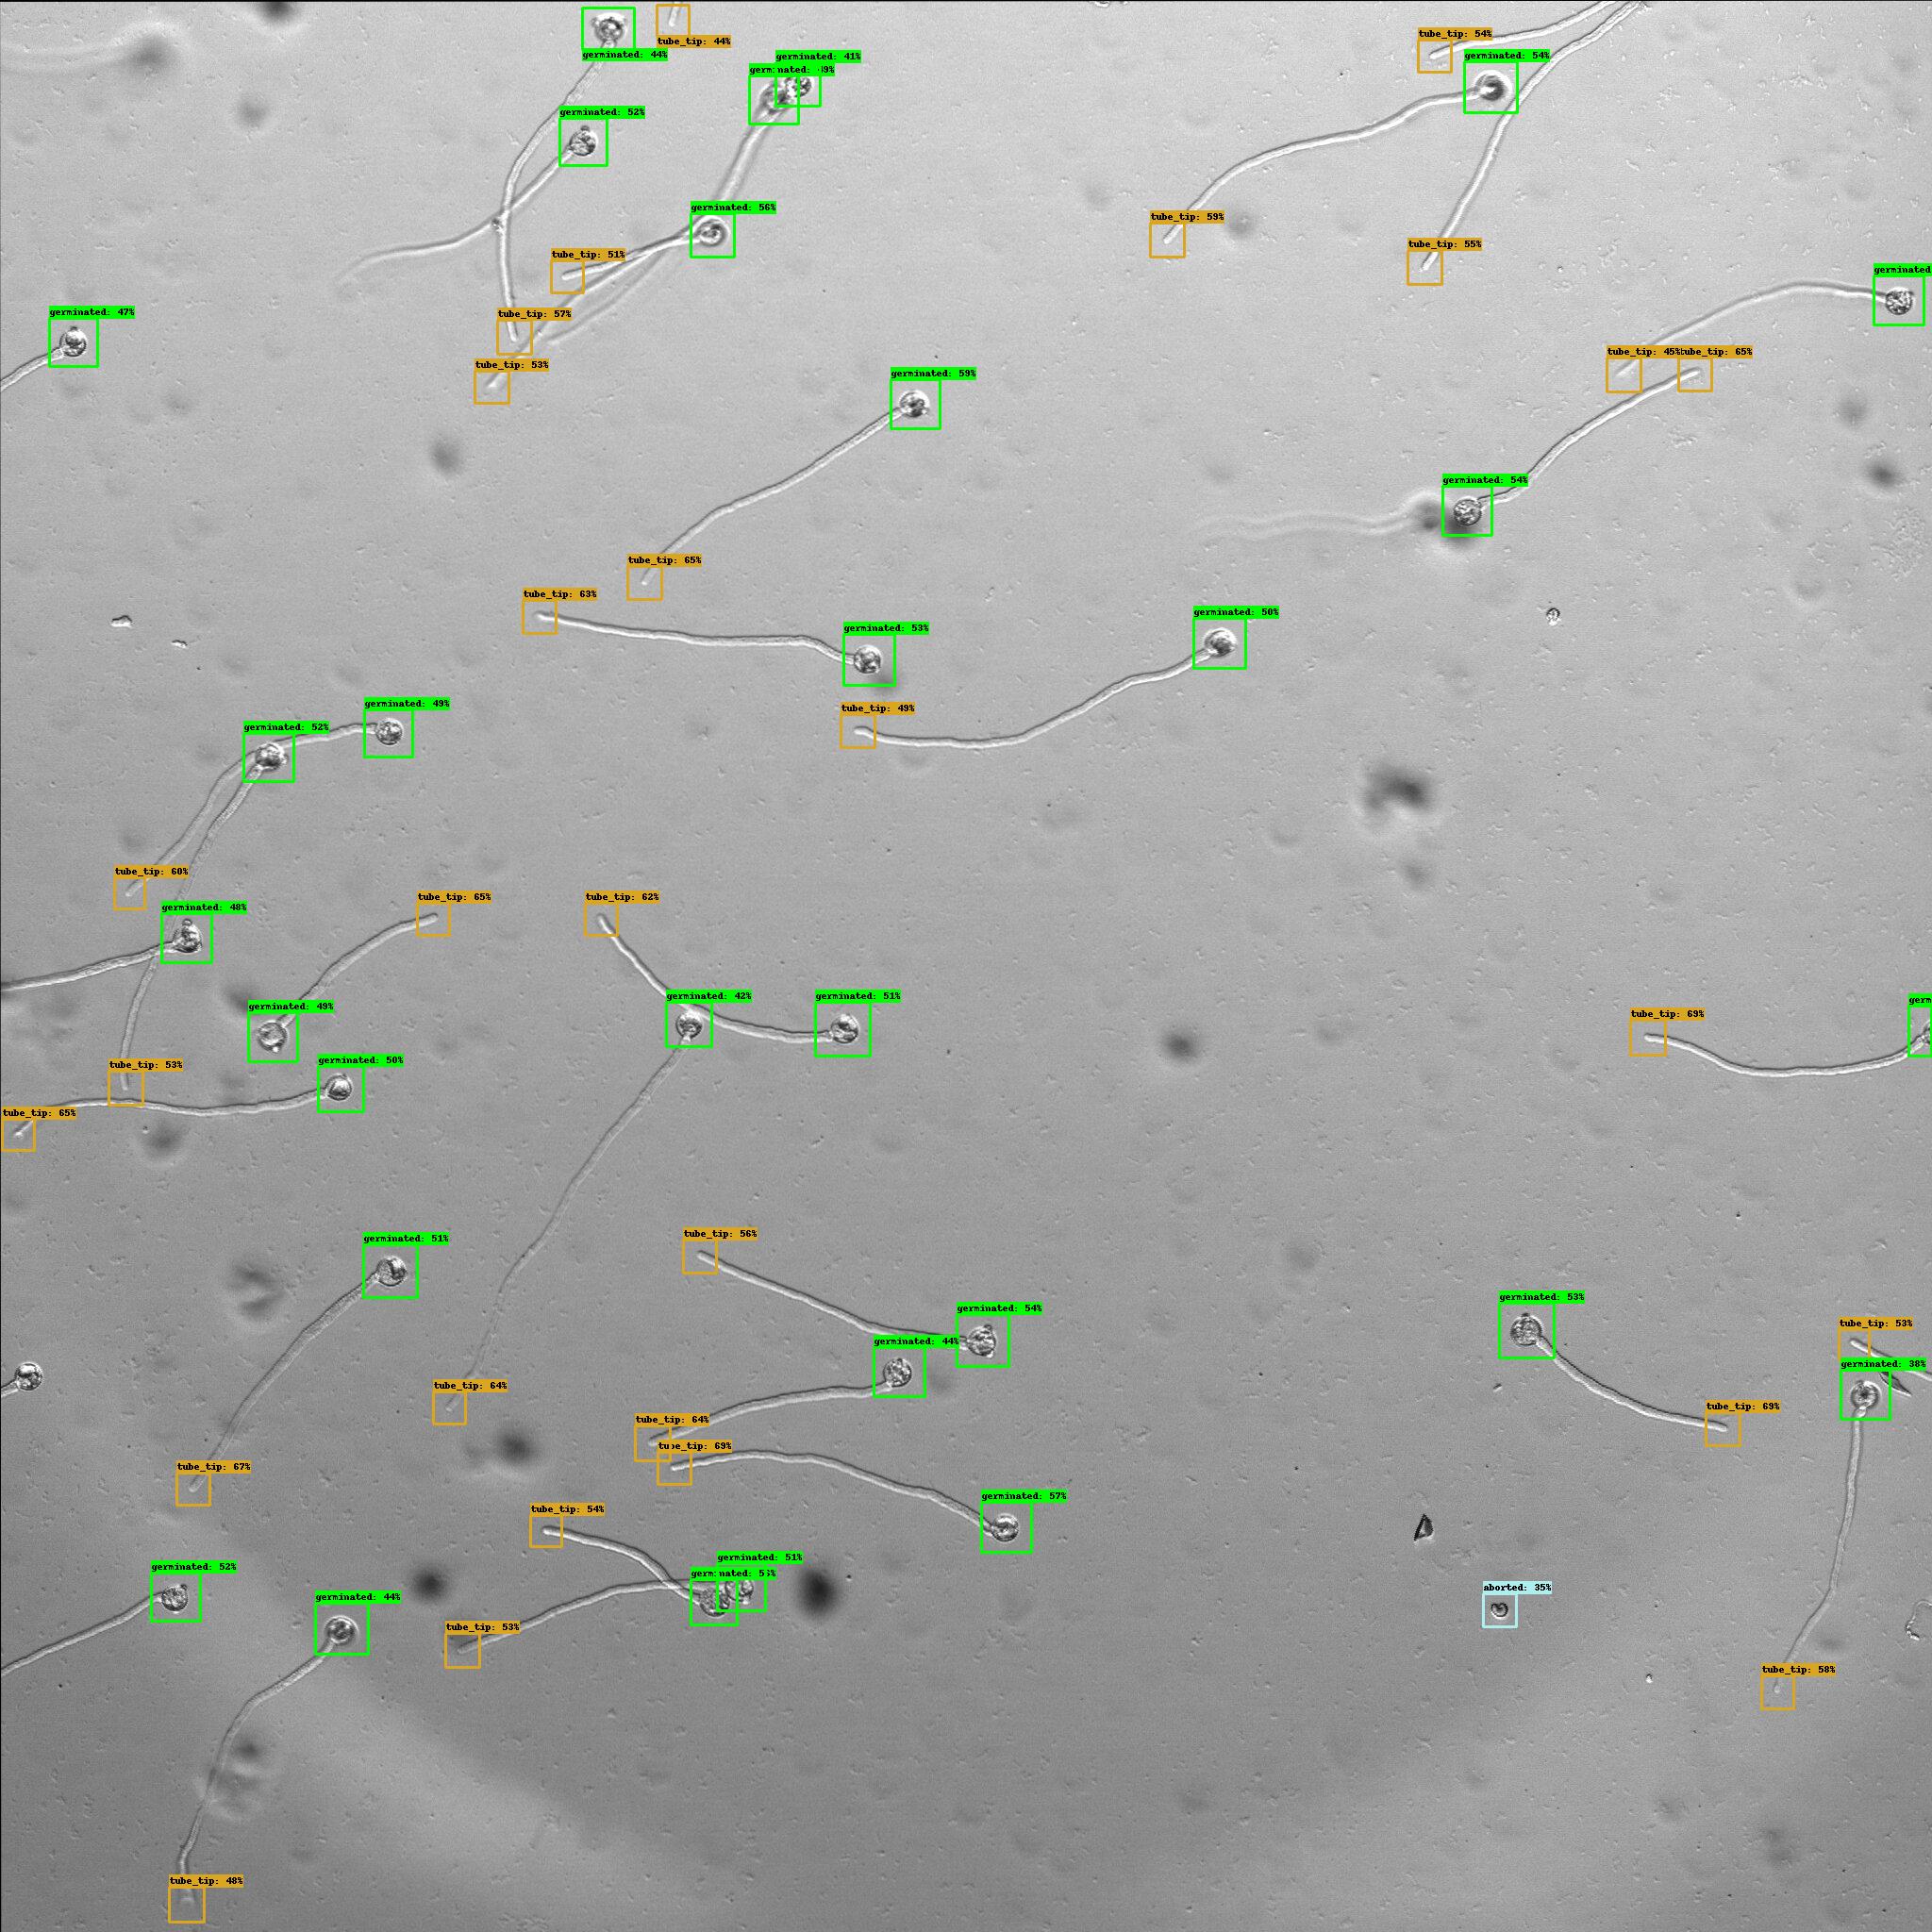 tube_tip: 44%
germinated: 44%
tube_tip: 54%
germinated: 54%
germinated: 41%
germinated: 52%
germinated: 56%
tube_tip: 59%
tube_tip: 55%
tube_tip: 51%
germinated
germinated: 47%
tube_tip: 57%
tube_tip: 53%
tube_tip: 45%
tube_tip: 65%
germinated: 59%
germinated: 54%
tube_tip: 65%
tube_tip: 63%
germinated: 53%
germinated: 50%
germinated: 49%
tube_tip: 49%
germinated: 52%
tube_tip: 60%
germinated: 48%
tube_tip: 65%
tube_tip: 62%
germinated: 42%
germinated: 51%
germ
germinated: 49%
tube_tip: 69%
germinated: 50%
tube_tip: 53%
tube_tip: 65%
tube_tip: 56%
germinated: 51%
germinated: 53%
germinated: 54%
tube_tip: 53%
germinated: 44%
germinated: 38%
tube_tip: 64%
tube_tip: 69%
tube_tip: 64%
tube_tip: 69%
tube_tip: 67%
germinated: 57%
tube_tip: 54%
germinated: 51%
germinated: 52%
aborted: 35%
germinated: 44%
tube_tip: 53%
tube_tip: 58%
tube_tip: 48%